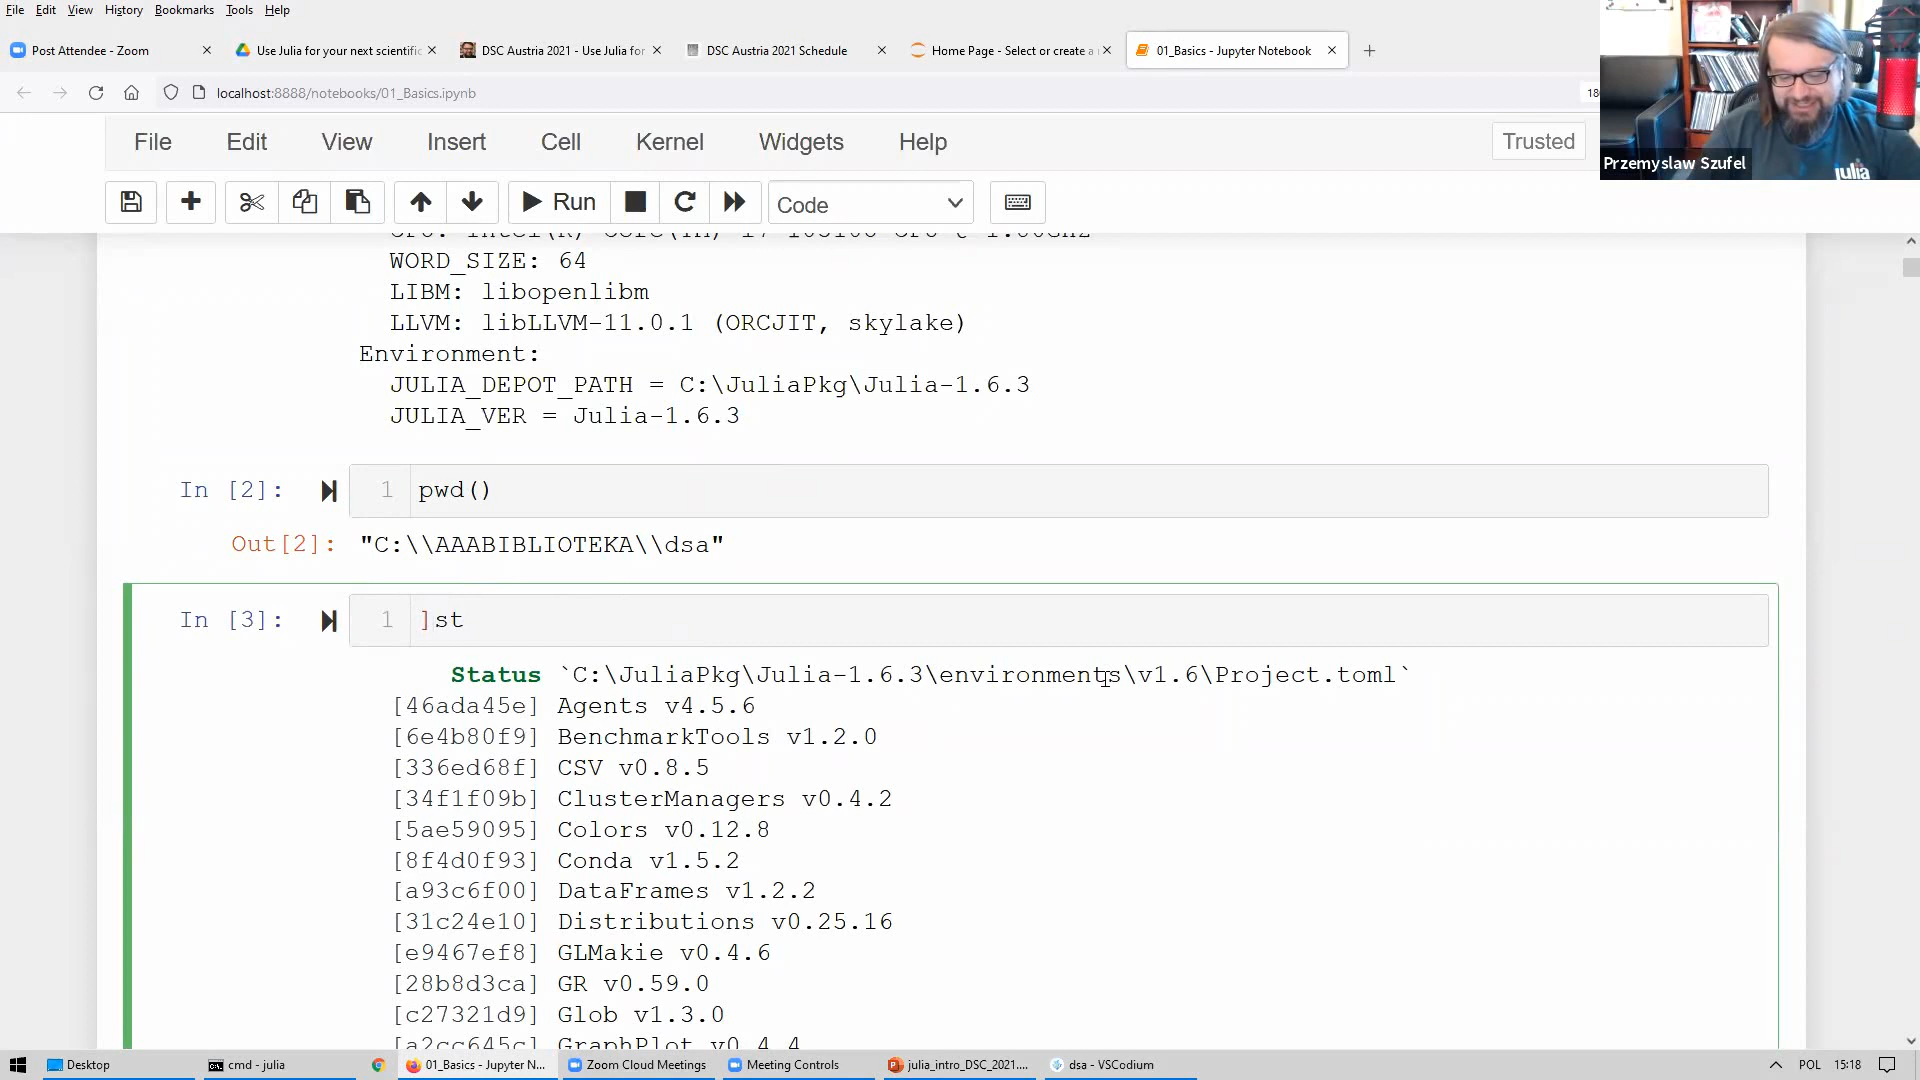 File Edit View History Bookmarks Tools Help
Post Attendee - Zoom
Use Julia for your next scientific
DSC Austria 2021 - Use Julia for
DSC Austria 2021 Schedule
Home Page - Select or create a
01_Basics - Jupyter Notebook
localhost:8888/notebooks/01_Basics.ipynb
File Edit View Insert Cell Kernel Widgets Help
Trusted
Przemyslaw Szufel
julia
Run
Code
WORD_SIZE: 64
LIBM: libopenlibm
LLVM: libLLVM-11.0.1 (ORCJIT, skylake)
Environment:
JULIA_DEPOT_PATH = C:\JuliaPkg\Julia-1.6.3
JULIA_VER = Julia-1.6.3
In [2]: 1 pwd()
Out[2]: "C:\\AAABIBLIOTEKA\\dsa"
In [3]: 1 ]st
Status `C:\JuliaPkg\Julia-1.6.3\environments\v1.6\Project.toml`
[46ada45e] Agents v4.5.6
[6e4b80f9] BenchmarkTools v1.2.0
[336ed68f] CSV v0.8.5
[34f1f09b] ClusterManagers v0.4.2
[5ae59095] Colors v0.12.8
[8f4d0f93] Conda v1.5.2
[a93c6f00] DataFrames v1.2.2
[31c24e10] Distributions v0.25.16
[e9467ef8] GLMakie v0.4.6
[28b8d3ca] GR v0.59.0
[c27321d9] Glob v1.3.0
[a2cc645c] GraphPlot v0.4.4
Desktop
cmd - julia
01_Basics - Jupyter N...
Zoom Cloud Meetings
Meeting Controls
julia_intro_DSC_2021....
dsa - VSCodium
POL
15:18